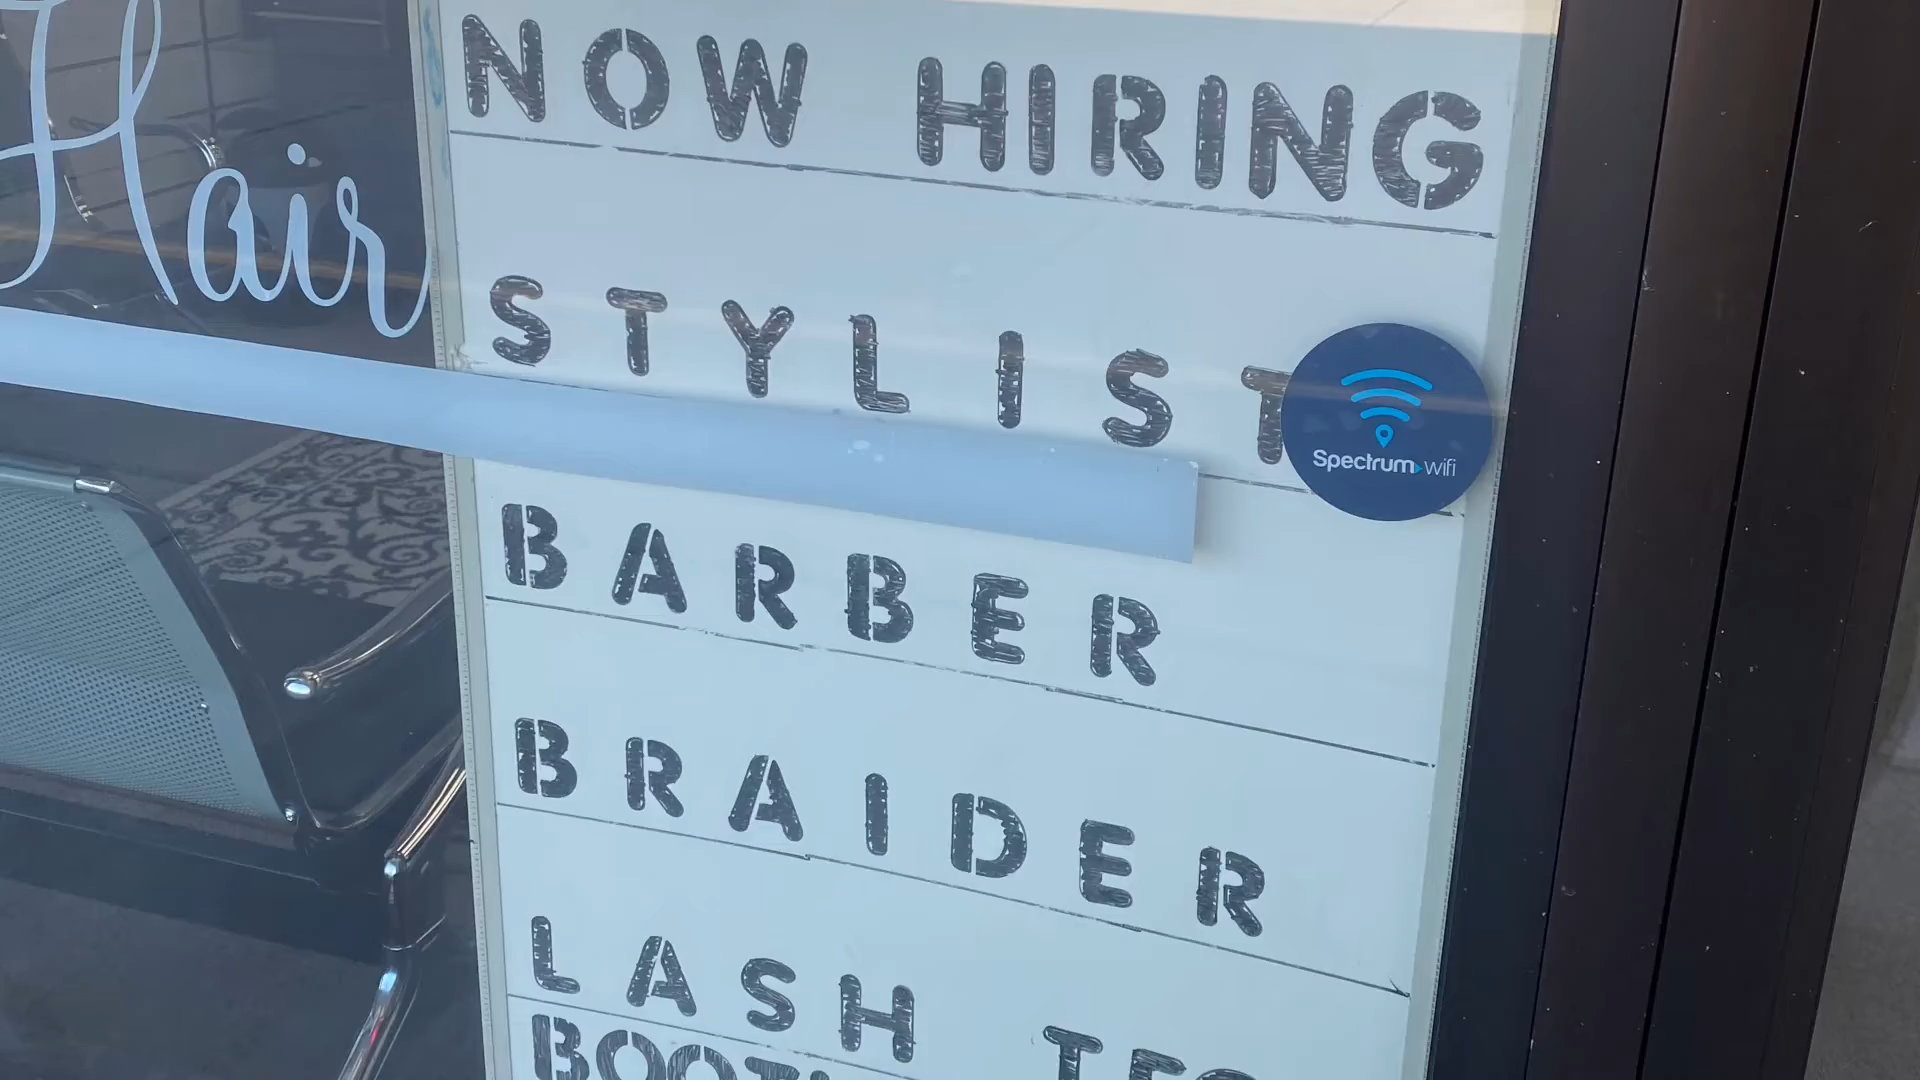 Hair
NOW HIRING
STYLIST
Spectrum wifi
BARBER
BRAIDER
LASH